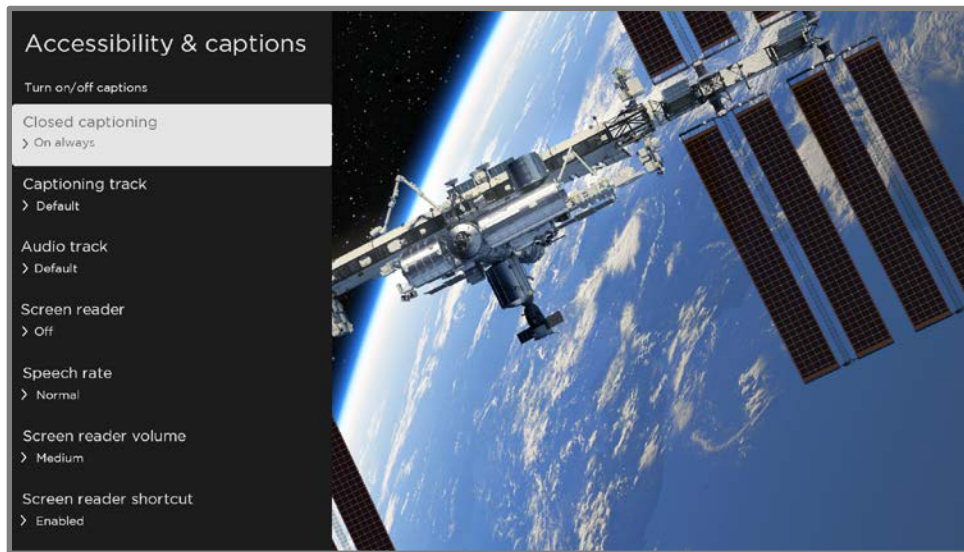 Accessibility & captions
Turn on/off captions
Closed captioning
> On always
Captioning track
> Default
Audio track
> Default
Screen reader
> Off
Speech rate
> Normal
Screen reader volume
> Medium
Screen reader shortcut
> Enabled